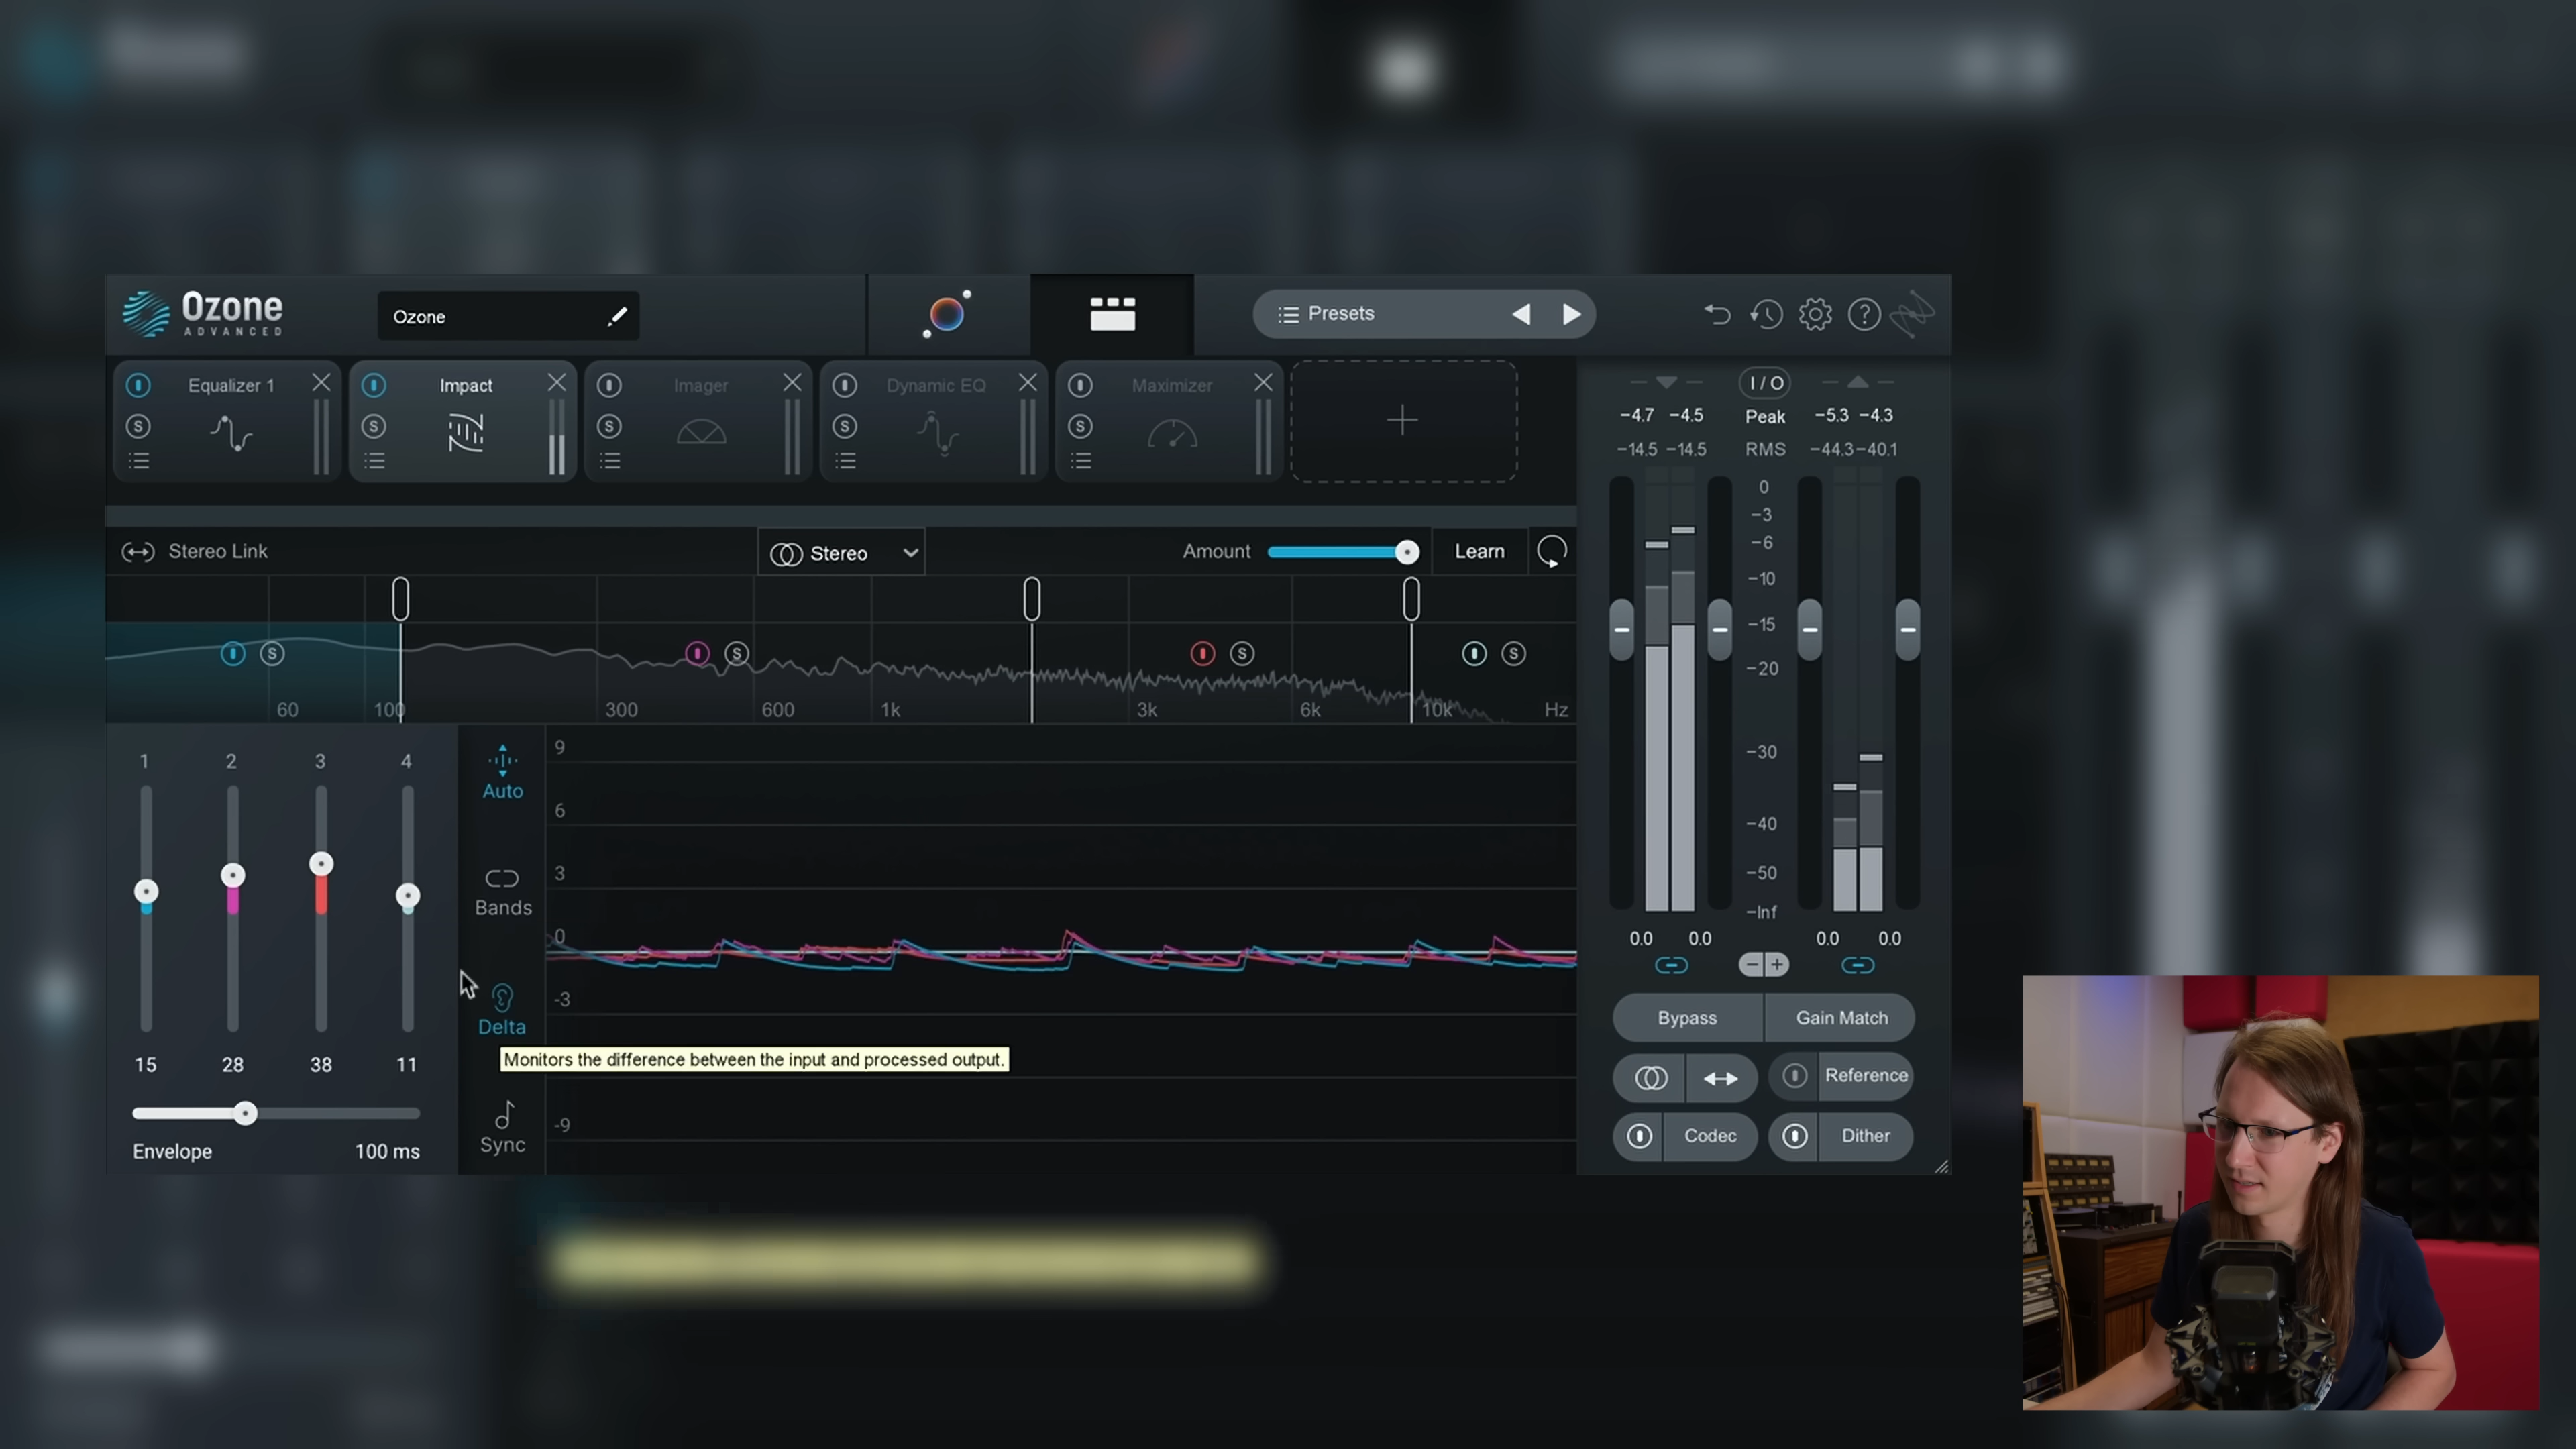 Ozone
ADVANCED
Ozone
Presets
Equalizer 1
Impact
Imager
Dynamic EQ
Maximizer
S
S
S
S
S
I / O
-4.7 -4.5 Peak -5.3 -4.3
-14.5 -14.5 RMS -44.3 -40.1
Stereo Link
Stereo
Amount
Learn
S
S
S
S
60 100 300 600 1k 3k 6k 10k Hz
0
-3
-6
-10
-15
-20
-30
-40
-50
-Inf
0.0 0.0 0.0 0.0
1 2 3 4
15 28 38 11
Envelope 100 ms
Auto
Bands
Delta
Sync
9
6
3
0
-3
-9
Monitors the difference between the input and processed output.
Bypass
Gain Match
Reference
Codec
Dither